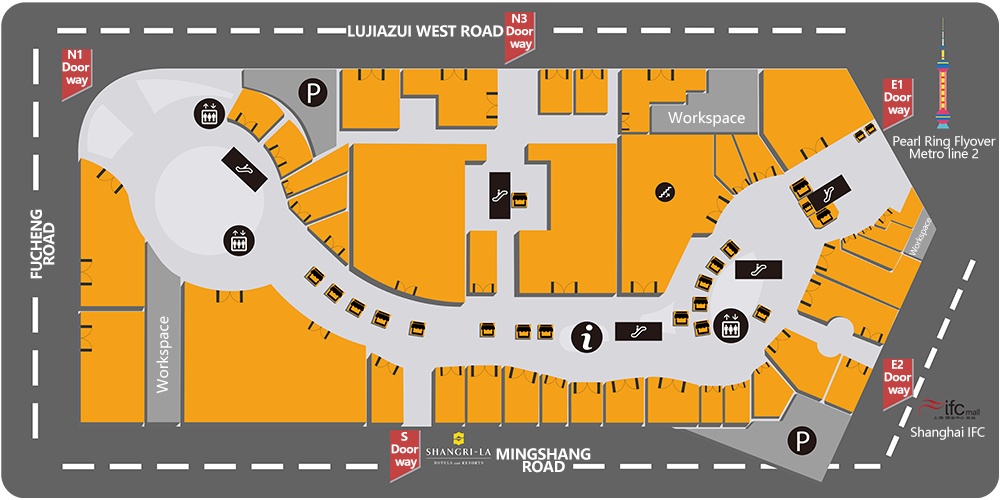 LUJIAZUI WEST ROAD
N3
Door
way
N1
Door
way
P
E1
Door
way
Workspace
Pearl Ring Flyover
Metro line 2
FUCHENG
ROAD
Workspace
Workspace
i
E2
Door
way
ifc mall
Shanghai IFC
P
S
Door
way
SHANGRI-LA
HOTELS and RESORTS
MINGSHANG
ROAD